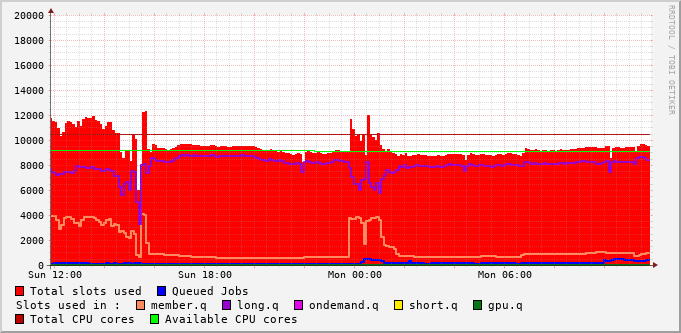 20000
18000
16000
14000
12000
10000
8000
6000
4000
2000
0
Sun 12:00 Sun 18:00 Mon 00:00 Mon 06:00
Total slots used Queued Jobs
Slots used in : member.q long.q ondemand.q short.q gpu.q
Total CPU cores Available CPU cores
RRDTOOL / TOBI OETIKER